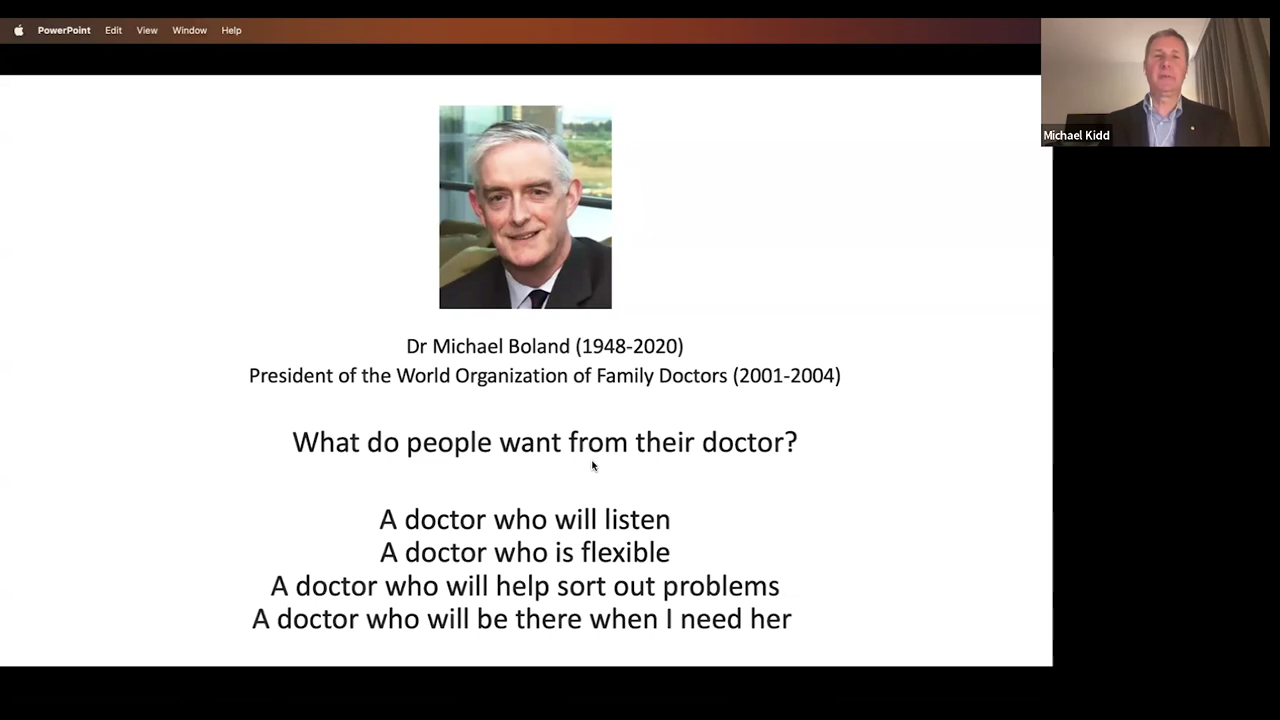 PowerPoint Edit View Window Help
Michael Kidd
Dr Michael Boland (1948-2020)
President of the World Organization of Family Doctors (2001-2004)
What do people want from their doctor?
A doctor who will listen
A doctor who is flexible
A doctor who will help sort out problems
A doctor who will be there when I need her